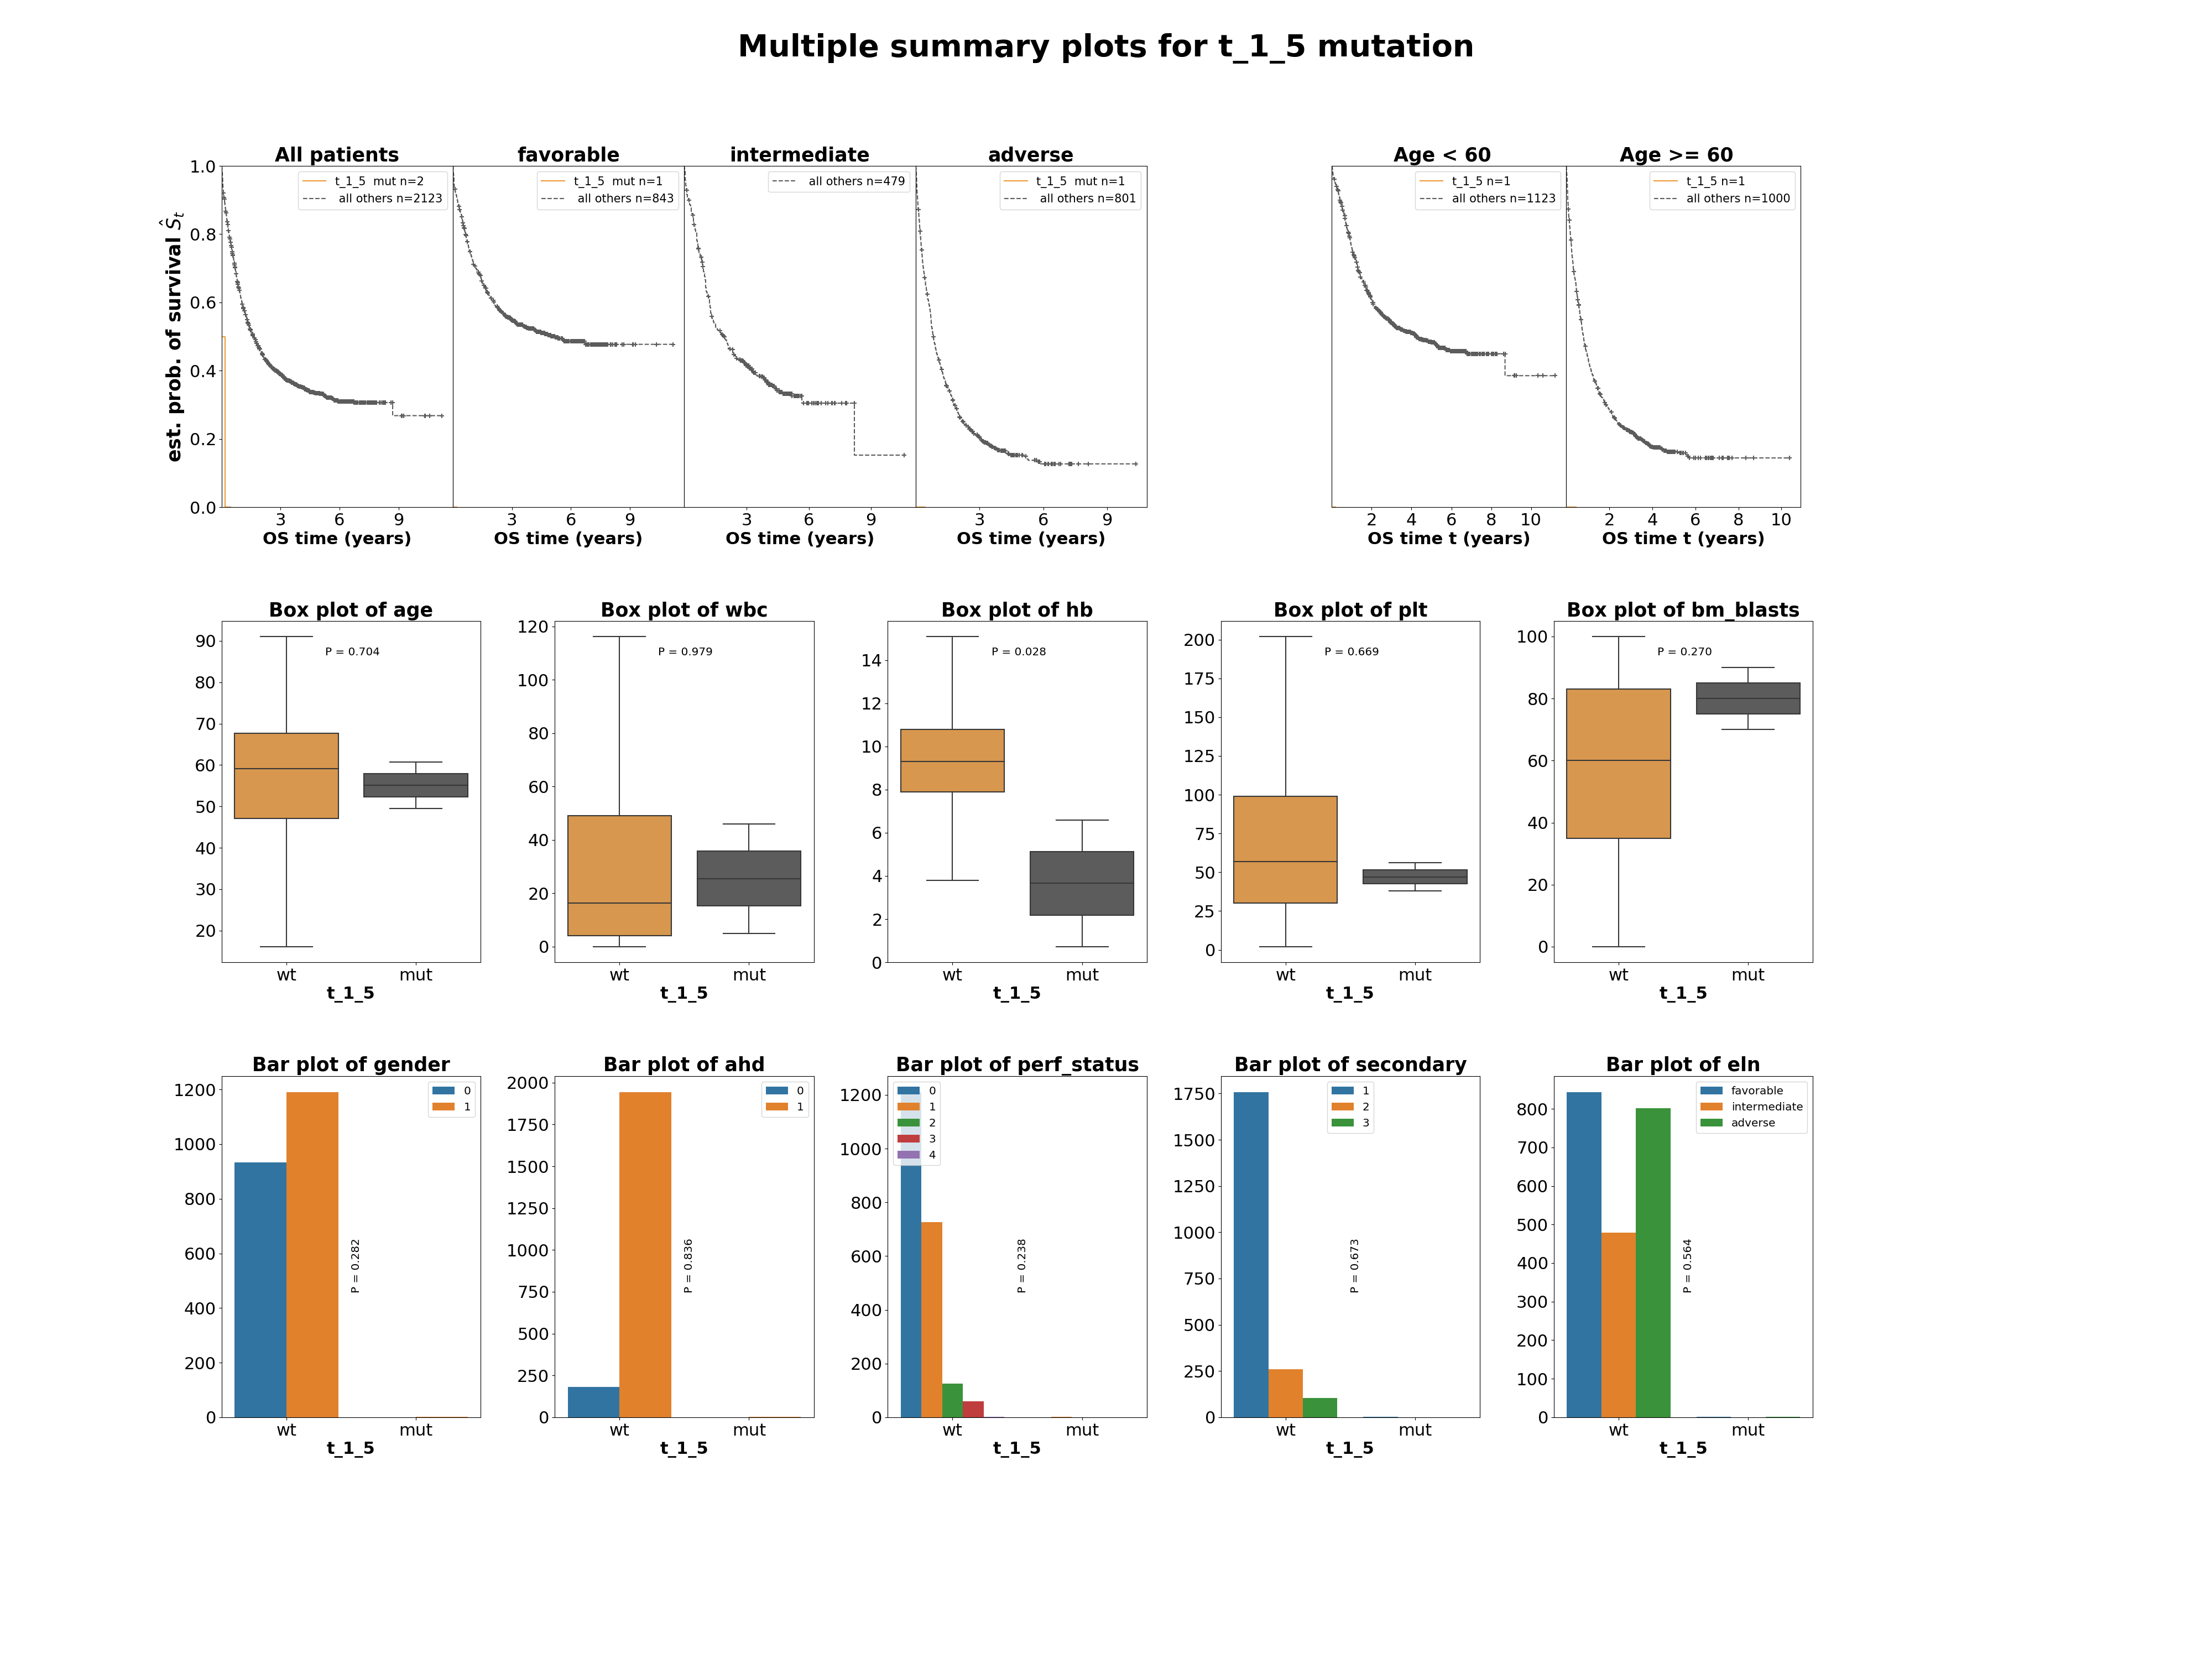 Multiple summary plots for t_1_5 mutation
All patients
favorable
intermediate
adverse
Age < 60
Age >= 60
t_1_5 mut n=2
all others n=2123
t_1_5 mut n=1
all others n=843
all others n=479
t_1_5 mut n=1
all others n=801
t_1_5 n=1
all others n=1123
t_1_5 n=1
all others n=1000
est. prob. of survival Ŝt
1.0
0.8
0.6
0.4
0.2
0.0
3 6 9
3 6 9
3 6 9
3 6 9
2 4 6 8 10
2 4 6 8 10
OS time (years)
OS time (years)
OS time (years)
OS time (years)
OS time t (years)
OS time t (years)
Box plot of age
P = 0.704
90
80
70
60
50
40
30
20
wt mut
t_1_5
Box plot of wbc
P = 0.979
120
100
80
60
40
20
0
wt mut
t_1_5
Box plot of hb
P = 0.028
14
12
10
8
6
4
2
0
wt mut
t_1_5
Box plot of plt
P = 0.669
200
175
150
125
100
75
50
25
0
wt mut
t_1_5
Box plot of bm_blasts
P = 0.270
100
80
60
40
20
0
wt mut
t_1_5
Bar plot of gender
0
1
P = 0.282
1200
1000
800
600
400
200
0
wt mut
t_1_5
Bar plot of ahd
0
1
P = 0.836
2000
1750
1500
1250
1000
750
500
250
0
wt mut
t_1_5
Bar plot of perf_status
0
1
2
3
4
P = 0.238
1200
1000
800
600
400
200
0
wt mut
t_1_5
Bar plot of secondary
1
2
3
P = 0.673
1750
1500
1250
1000
750
500
250
0
wt mut
t_1_5
Bar plot of eln
favorable
intermediate
adverse
P = 0.564
800
700
600
500
400
300
200
100
0
wt mut
t_1_5